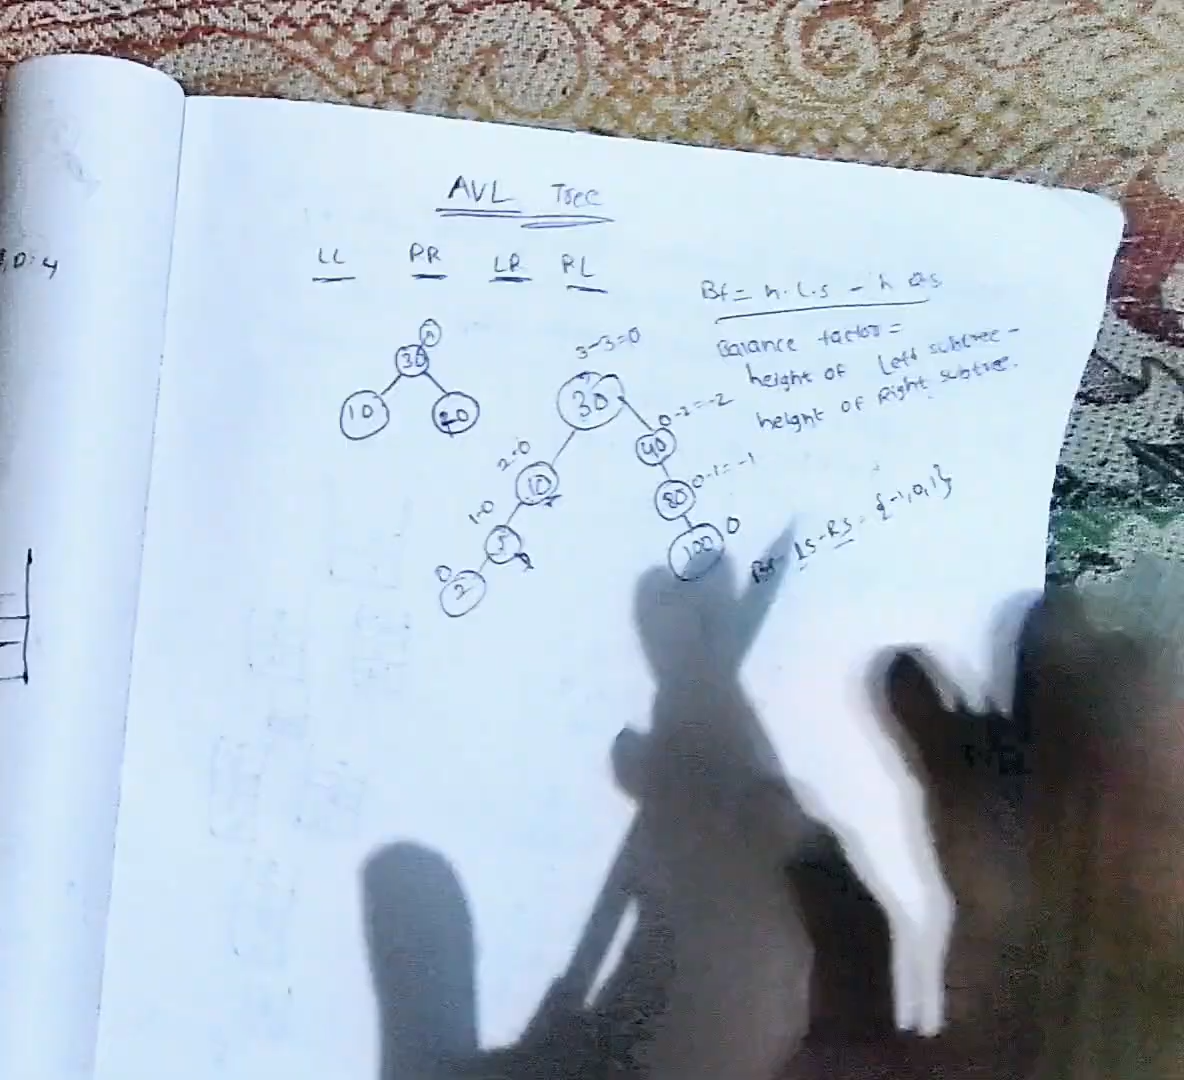 AVL Tree
LL RR LR RL
Bf = h.L.S - h R.S
Balance factor =
height of Left subtree -
height of Right subtree.
30
10 20
3-3=0
30
0-2=-2
40
2-0
10
0-1=-1
80
1-0
5
0
100
0
2
Bf = LS-RS = {-1,0,1}